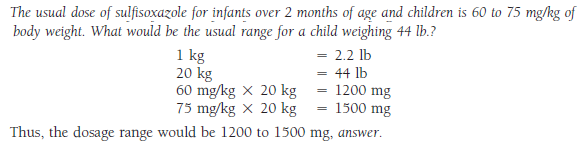 The usual dose of sulfisoxazole for infants over 2 months of age and children is 60 to 75 mg/kg of
body weight. What would be the usual range for a child weighing 44 lb.?
1 kg = 2.2 lb
20 kg = 44 lb
60 mg/kg × 20 kg = 1200 mg
75 mg/kg × 20 kg = 1500 mg
Thus, the dosage range would be 1200 to 1500 mg, answer.